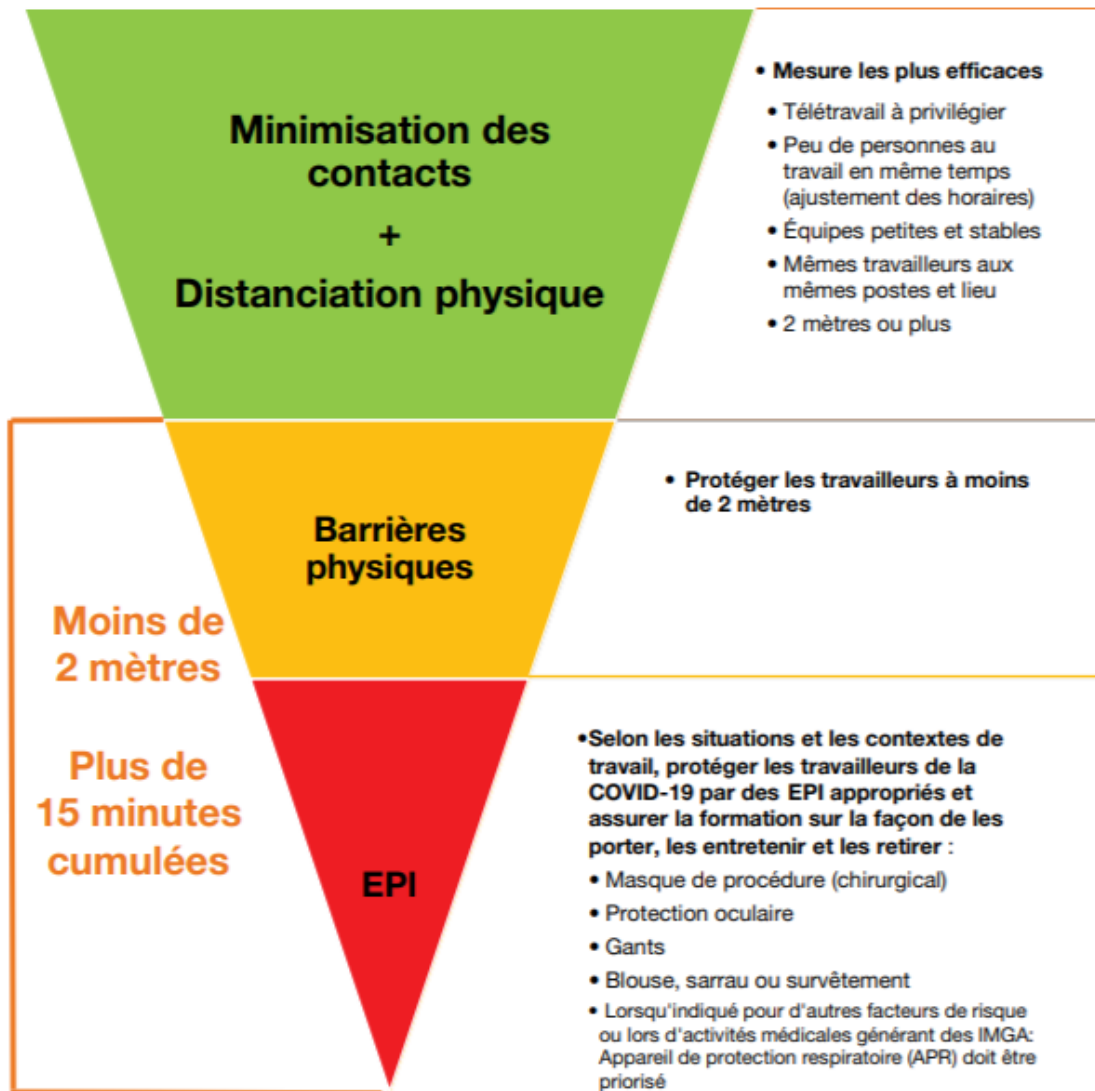 Minimisation des
contacts
+
Distanciation physique
• Mesure les plus efficaces
• Télétravail à privilégier
• Peu de personnes au
travail en même temps
(ajustement des horaires)
• Équipes petites et stables
• Mêmes travailleurs aux
mêmes postes et lieu
• 2 mètres ou plus
Barrières
physiques
• Protéger les travailleurs à moins
de 2 mètres
Moins de
2 mètres
Plus de
15 minutes
cumulées
EPI
•Selon les situations et les contextes de
travail, protéger les travailleurs de la
COVID-19 par des EPI appropriés et
assurer la formation sur la façon de les
porter, les entretenir et les retirer :
• Masque de procédure (chirurgical)
• Protection oculaire
• Gants
• Blouse, sarrau ou survêtement
• Lorsqu'indiqué pour d'autres facteurs de risque
ou lors d'activités médicales générant des IMGA:
Appareil de protection respiratoire (APR) doit être
priorisé